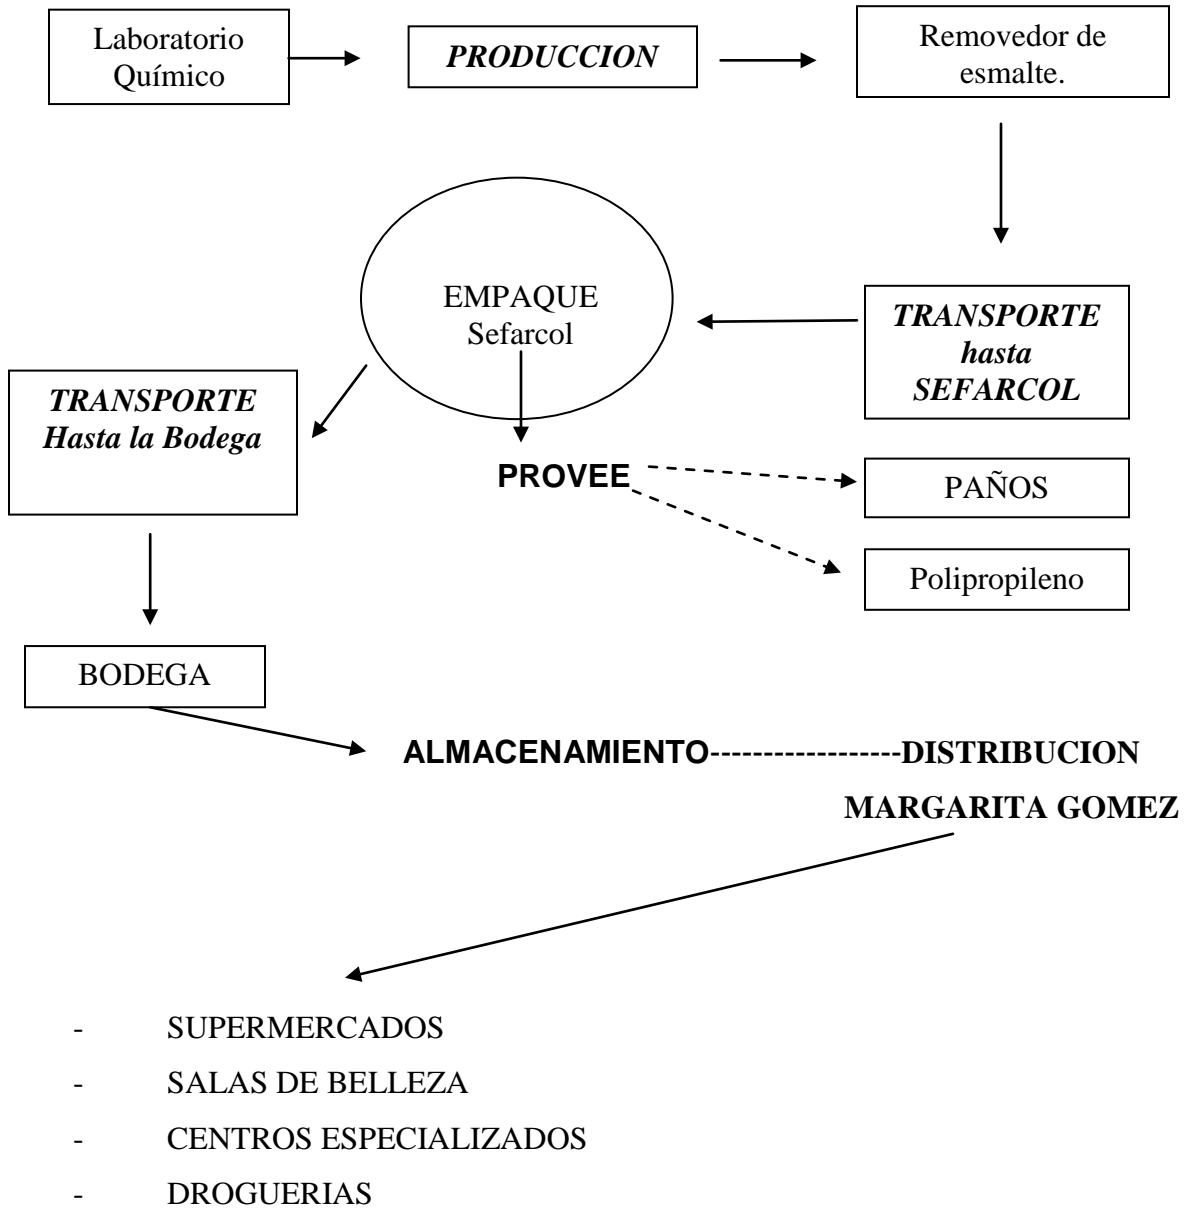 Laboratorio
Químico
PRODUCCION
Removedor de
esmalte.
EMPAQUE
Sefarcol
TRANSPORTE
hasta
SEFARCOL
TRANSPORTE
Hasta la Bodega
PROVEE
PAÑOS
Polipropileno
BODEGA
ALMACENAMIENTO------------------DISTRIBUCION
MARGARITA GOMEZ
- SUPERMERCADOS
- SALAS DE BELLEZA
- CENTROS ESPECIALIZADOS
- DROGUERIAS